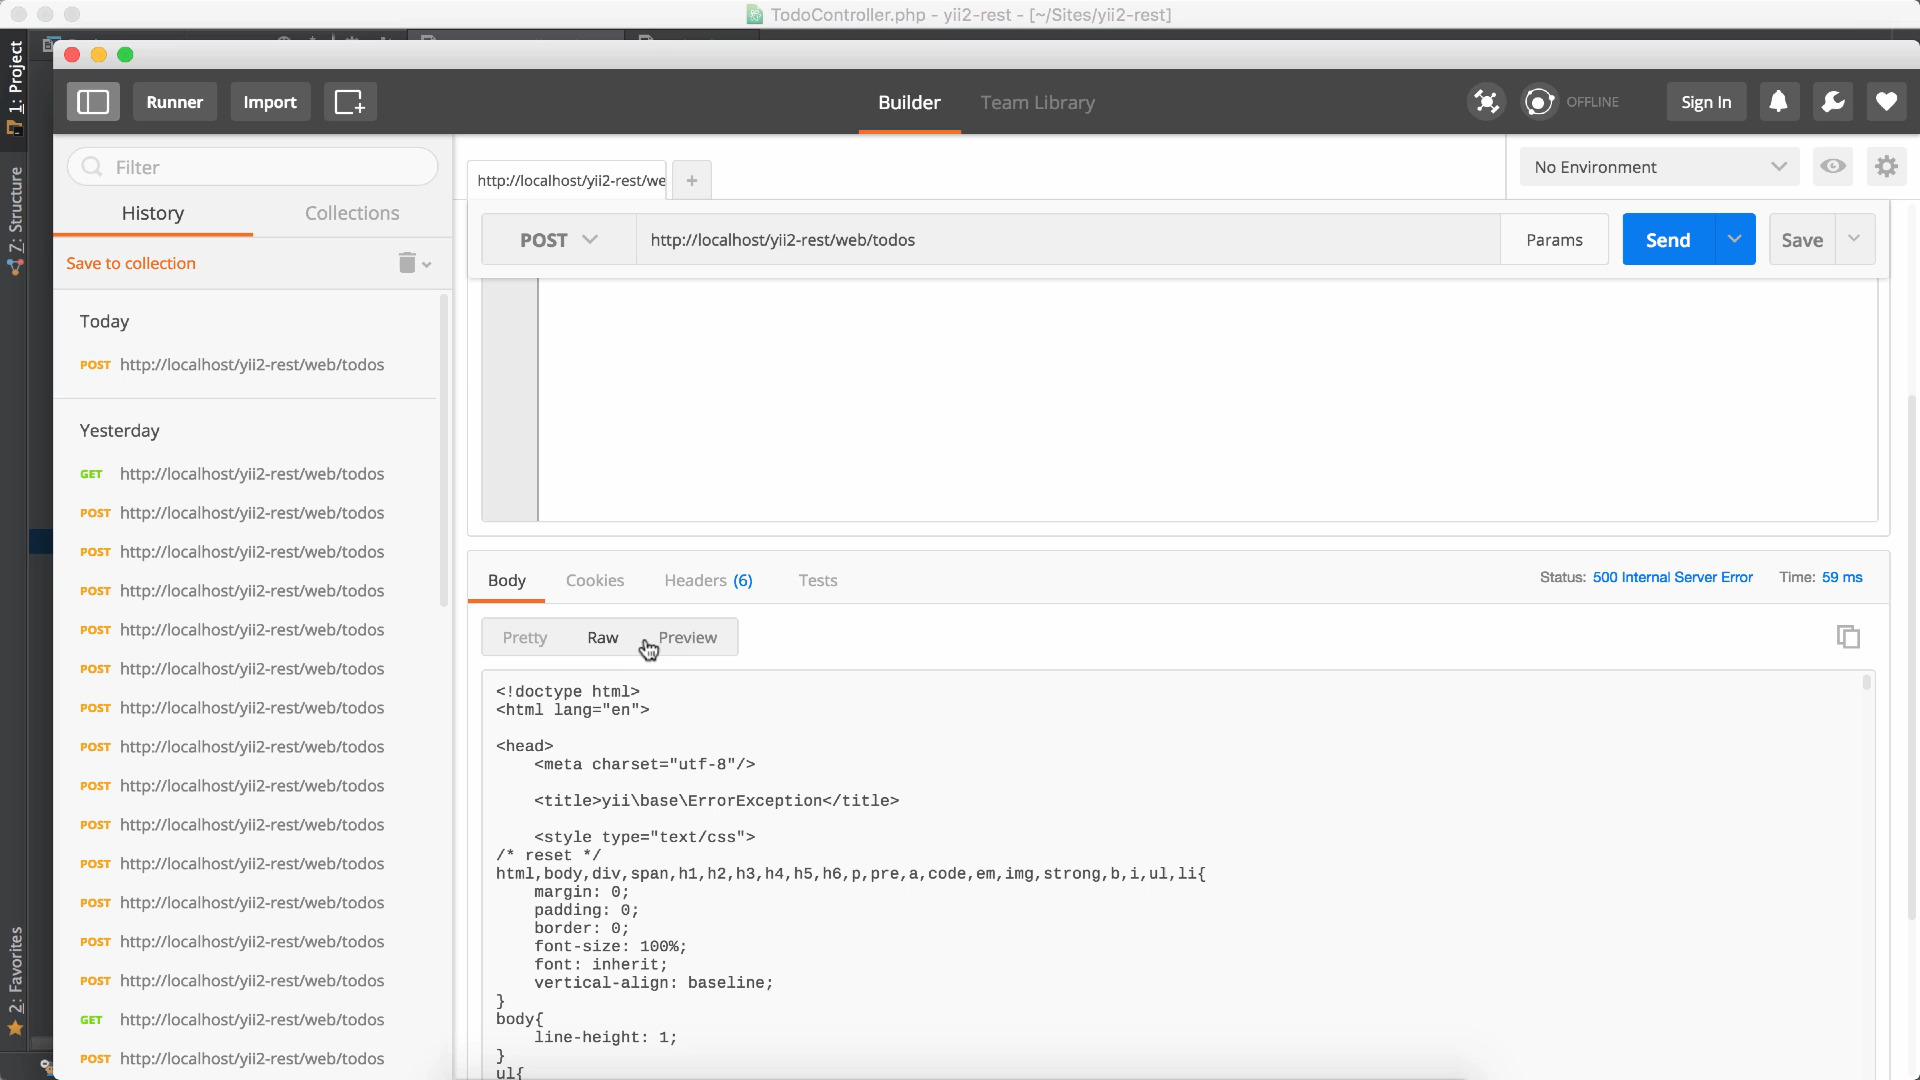 TodoController.php - yii2-rest - [~/Sites/yii2-rest]
1: Project
Z: Structure
2: Favorites
Runner
Import
Builder
Team Library
OFFLINE
Sign In
Filter
History
Collections
Save to collection
Today
POST http://localhost/yii2-rest/web/todos
Yesterday
GET http://localhost/yii2-rest/web/todos
POST http://localhost/yii2-rest/web/todos
POST http://localhost/yii2-rest/web/todos
POST http://localhost/yii2-rest/web/todos
POST http://localhost/yii2-rest/web/todos
POST http://localhost/yii2-rest/web/todos
POST http://localhost/yii2-rest/web/todos
POST http://localhost/yii2-rest/web/todos
POST http://localhost/yii2-rest/web/todos
POST http://localhost/yii2-rest/web/todos
POST http://localhost/yii2-rest/web/todos
POST http://localhost/yii2-rest/web/todos
POST http://localhost/yii2-rest/web/todos
POST http://localhost/yii2-rest/web/todos
GET http://localhost/yii2-rest/web/todos
POST http://localhost/yii2-rest/web/todos
http://localhost/yii2-rest/we
+
No Environment
POST
http://localhost/yii2-rest/web/todos
Params
Send
Save
Body
Cookies
Headers (6)
Tests
Status: 500 Internal Server Error
Time: 59 ms
Pretty
Raw
Preview
<!doctype html>
<html lang="en">
<head>
<meta charset="utf-8"/>
<title>yii\base\ErrorException</title>
<style type="text/css">
/* reset */
html,body,div,span,h1,h2,h3,h4,h5,h6,p,pre,a,code,em,img,strong,b,i,ul,li{
margin: 0;
padding: 0;
border: 0;
font-size: 100%;
font: inherit;
vertical-align: baseline;
}
body{
line-height: 1;
}
ul{